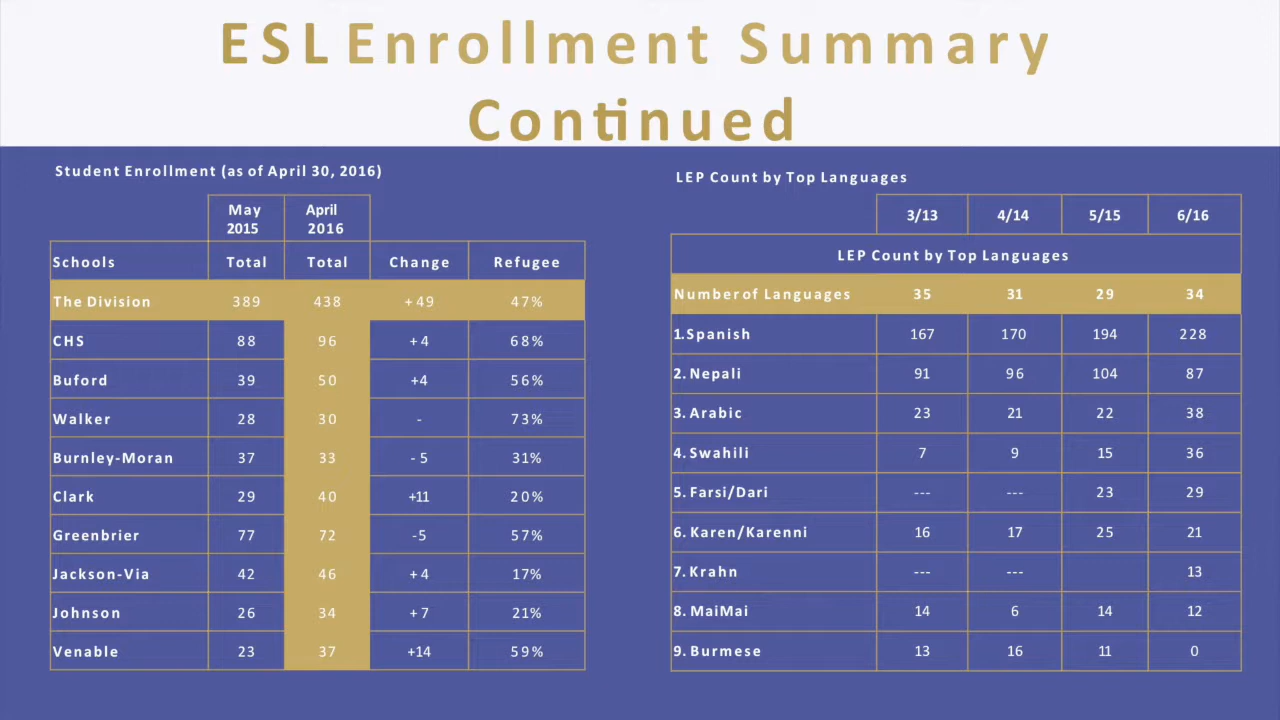 ESL Enrollment Summary
Continued
Student Enrollment (as of April 30, 2016)
May 2015 April 2016
Schools Total Total Change Refugee
The Division 389 438 +49 47%
CHS 88 96 +4 68%
Buford 39 50 +4 56%
Walker 28 30 - 73%
Burnley-Moran 37 33 -5 31%
Clark 29 40 +11 20%
Greenbrier 77 72 -5 57%
Jackson-Via 42 46 +4 17%
Johnson 26 34 +7 21%
Venable 23 37 +14 59%
LEP Count by Top Languages
3/13 4/14 5/15 6/16
LEP Count by Top Languages
Number of Languages 35 31 29 34
1.Spanish 167 170 194 228
2. Nepali 91 96 104 87
3. Arabic 23 21 22 38
4. Swahili 7 9 15 36
5. Farsi/Dari --- --- 23 29
6. Karen/Karenni 16 17 25 21
7. Krahn --- --- 13
8. MaiMai 14 6 14 12
9. Burmese 13 16 11 0